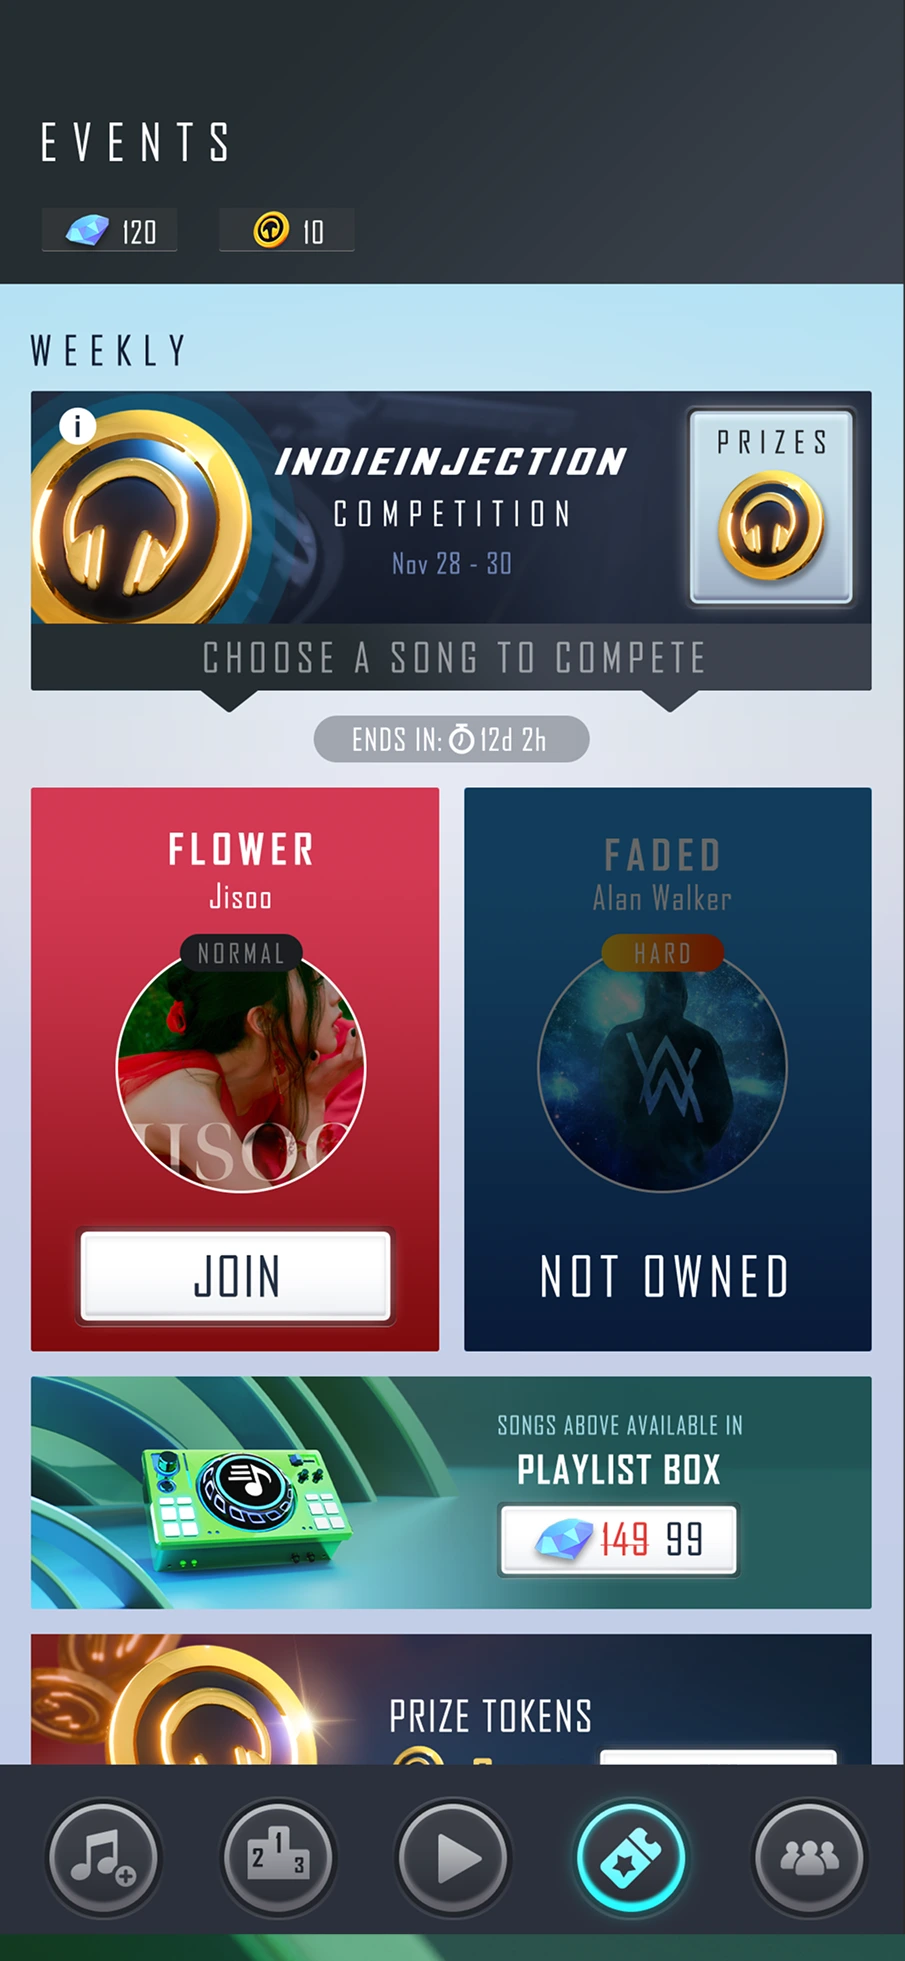 EVENTS
120
10
WEEKLY
i
INDIEINJECTION
COMPETITION
Nov 28 - 30
PRIZES
CHOOSE A SONG TO COMPETE
ENDS IN: 12d 2h
FLOWER
Jisoo
NORMAL
JISOO
JOIN
FADED
Alan Walker
HARD
NOT OWNED
SONGS ABOVE AVAILABLE IN
PLAYLIST BOX
149 99
PRIZE TOKENS
2 1 3